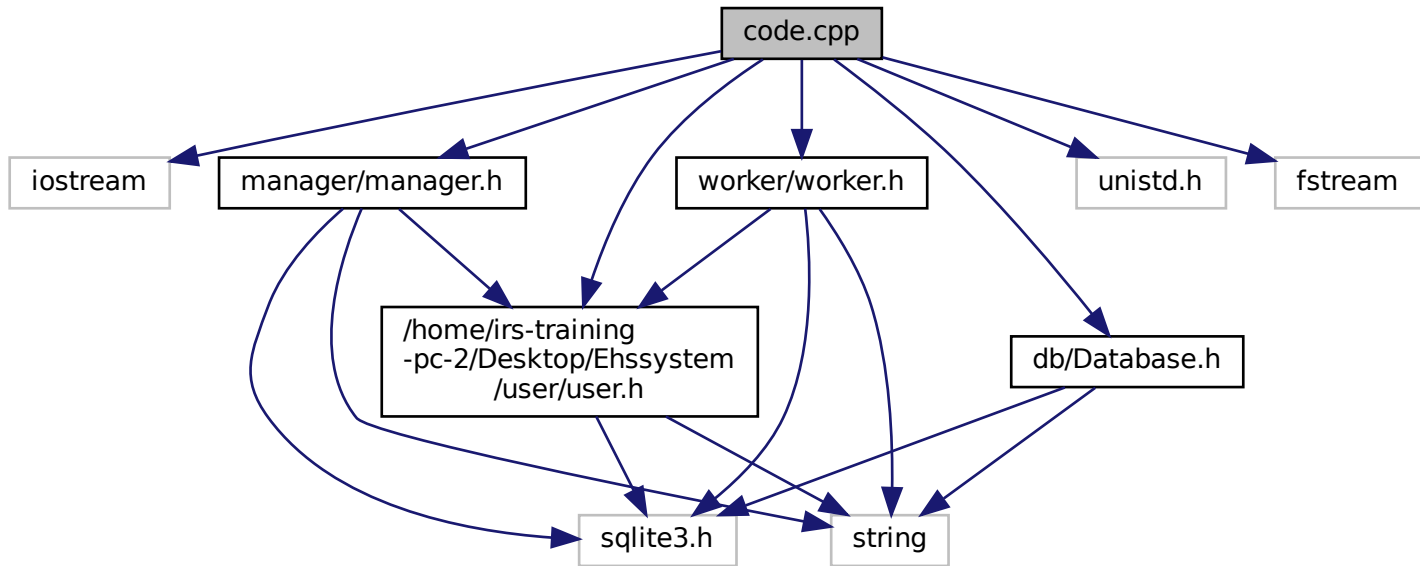 code.cpp
iostream
manager/manager.h
worker/worker.h
unistd.h
fstream
/home/irs-training
-pc-2/Desktop/Ehssystem
/user/user.h
db/Database.h
sqlite3.h
string